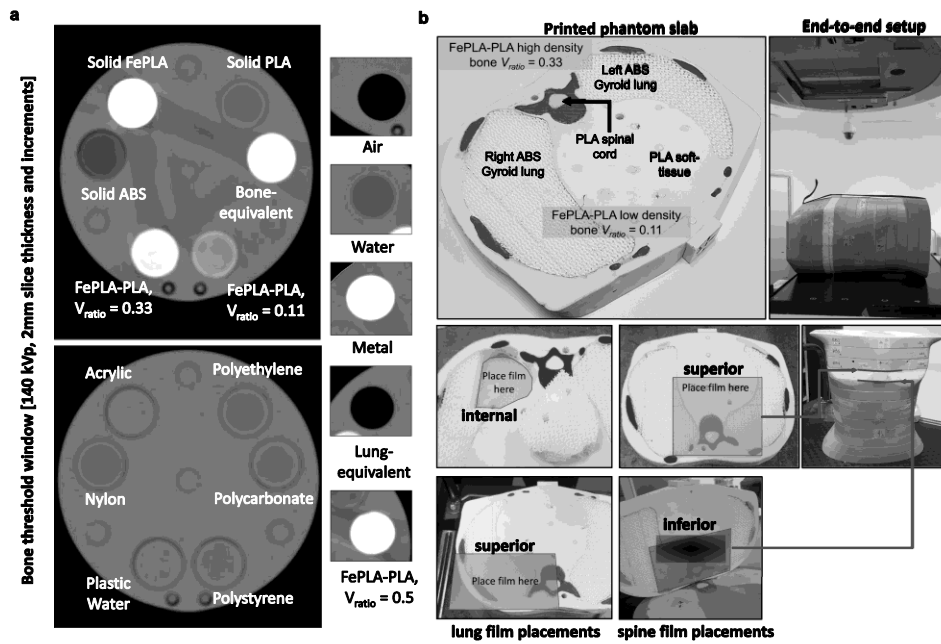 a
Bone threshold window [140 kVp, 2mm slice thickness and increments]
Solid FePLA
Solid PLA
Solid ABS
Bone-
equivalent
FePLA-PLA,
Vratio = 0.33
FePLA-PLA,
Vratio = 0.11
Acrylic
Polyethylene
Nylon
Polycarbonate
Plastic
Water
Polystyrene
Air
Water
Metal
Lung-
equivalent
FePLA-PLA,
Vratio = 0.5
b
Printed phantom slab
End-to-end setup
FePLA-PLA high density
bone Vratio = 0.33
Left ABS
Gyroid lung
PLA spinal
cord
PLA soft-
tissue
Right ABS
Gyroid lung
FePLA-PLA low density
bone Vratio = 0.11
Place film
here
internal
superior
Place film here
superior
Place film here
inferior
lung film placements
spine film placements